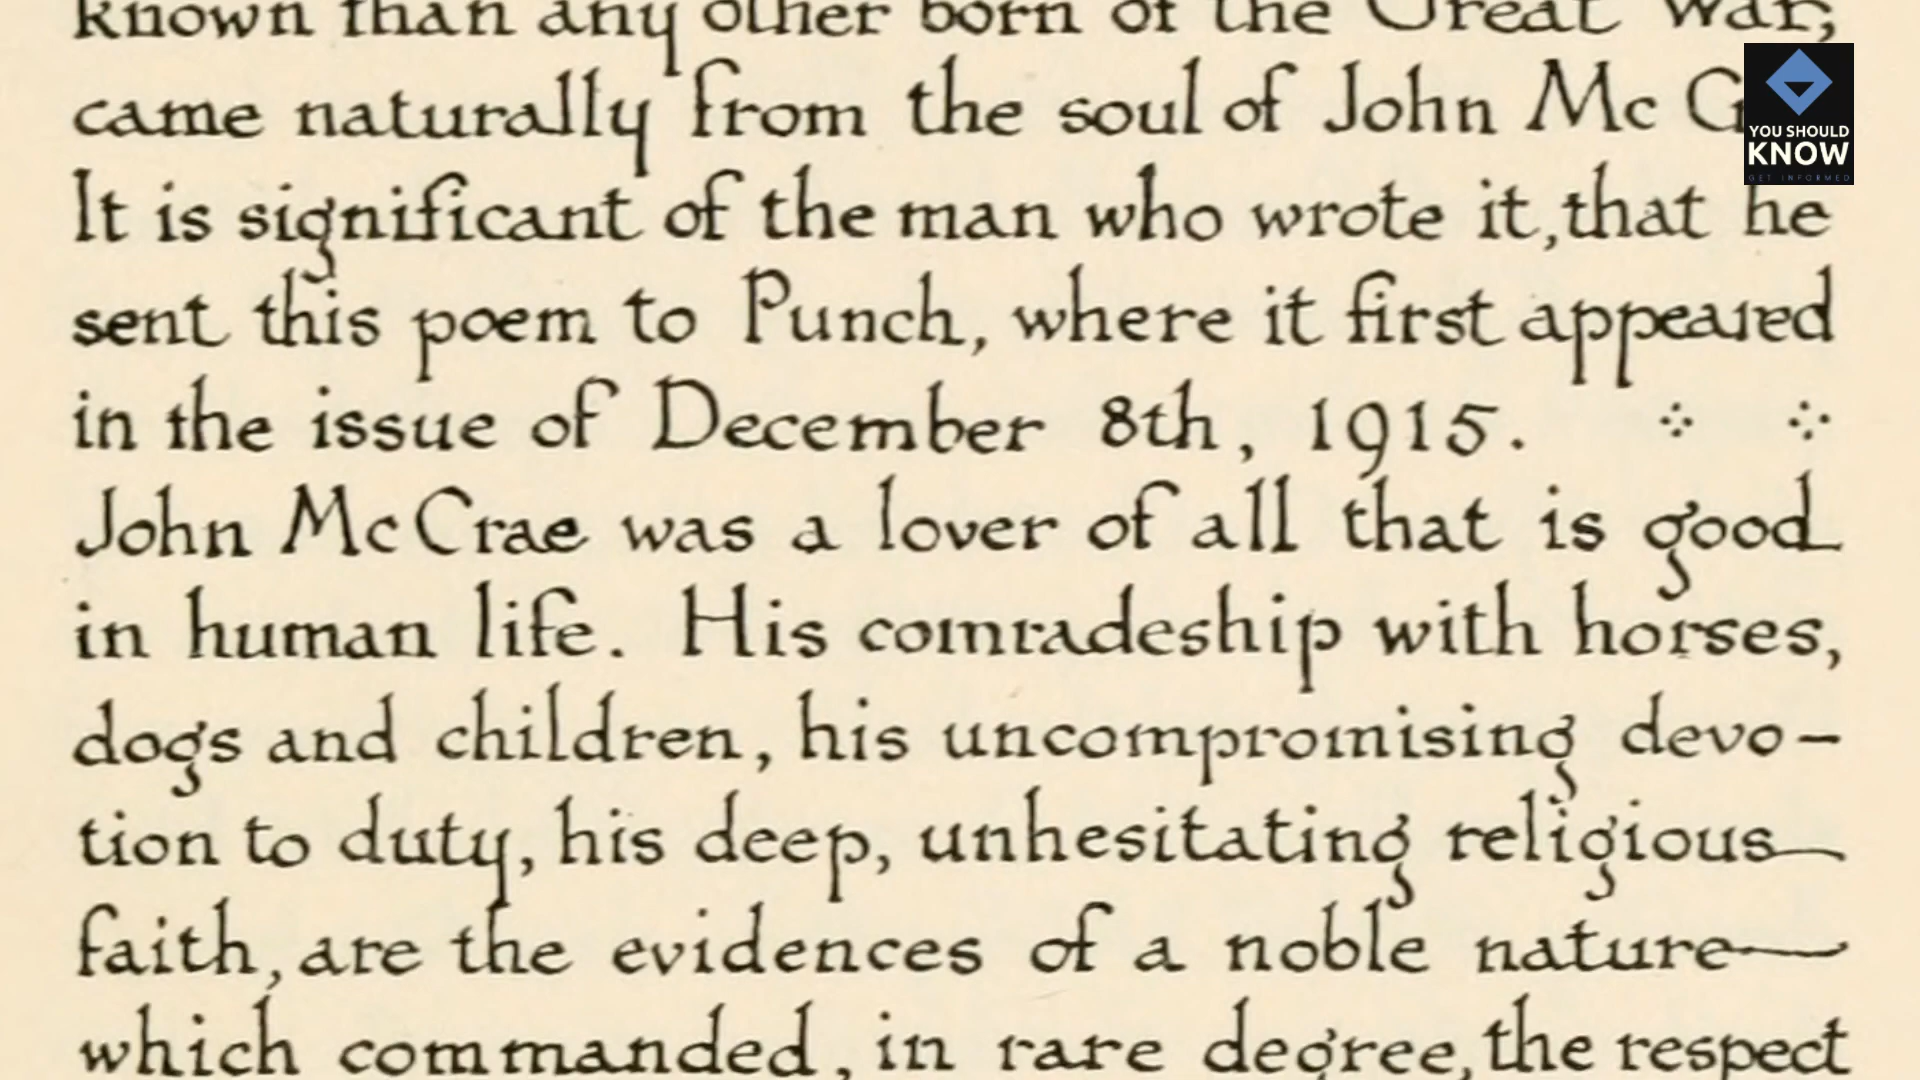 known than any other born of the Great War,
came naturally from the soul of John Mc
It is significant of the man who wrote it, that he
sent this poem to Punch, where it first appeared
in the issue of December 8th, 1915.
John McCrae was a lover of all that is good
in human life. His comradeship with horses,
dogs and children, his uncompromising devo-
tion to duty, his deep, unhesitating religious
faith, are the evidences of a noble nature
which commanded, in rare degree, the respect
YOU SHOULD
KNOW
GET INFORMED